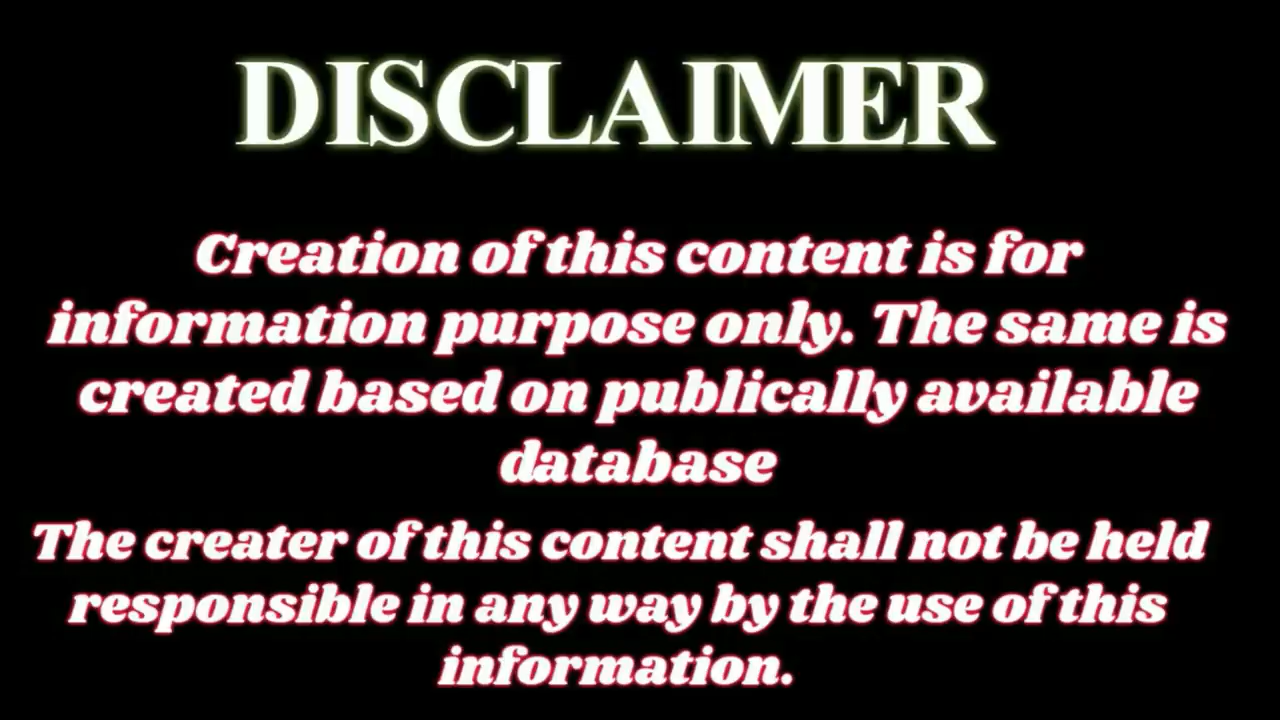 DISCLAIMER
Creation of this content is for
information purpose only. The same is
created based on publically available
database
The creater of this content shall not be held
responsible in any way by the use of this
information.